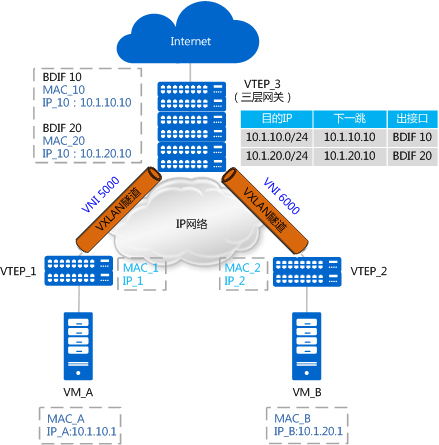 Internet
BDIF 10
MAC_10
IP_10：10.1.10.10
BDIF 20
MAC_20
IP_10：10.1.20.10
VTEP_3
（三层网关）
目的IP 下一跳 出接口
10.1.10.0/24 10.1.10.10 BDIF 10
10.1.20.0/24 10.1.20.10 BDIF 20
VNI 5000
VXLAN隧道
VNI 6000
VXLAN隧道
IP网络
VTEP_1
MAC_1
IP_1
MAC_2
IP_2
VTEP_2
VM_A
VM_B
MAC_A
IP_A:10.1.10.1
MAC_B
IP_B:10.1.20.1